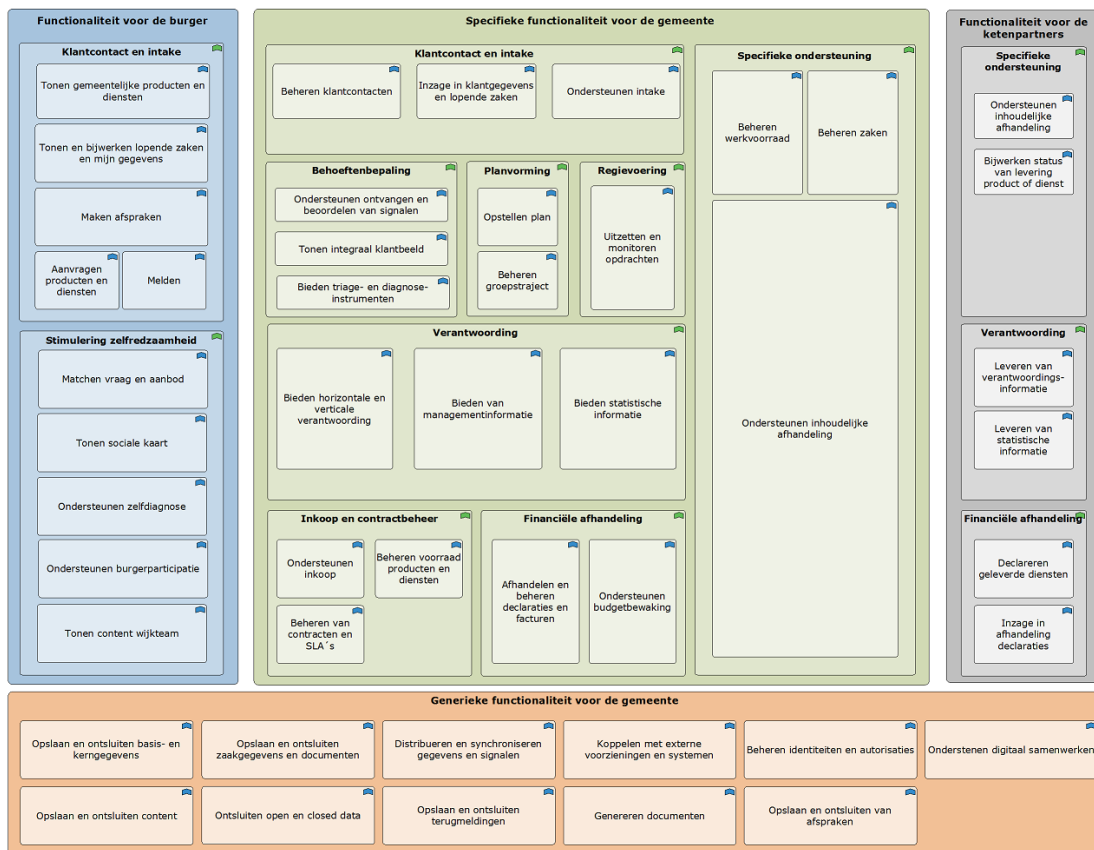 Functionaliteit voor de burger
Klantcontact en intake
Tonen gemeentelijke producten en
diensten
Tonen en bijwerken lopende zaken
en mijn gegevens
Maken afspraken
Aanvragen
producten en
diensten
Melden
Stimulering zelfredzaamheid
Matchen vraag en aanbod
Tonen sociale kaart
Ondersteunen zelfdiagnose
Ondersteunen burgerparticipatie
Tonen content wijkteam
Specifieke functionaliteit voor de gemeente
Klantcontact en intake
Beheren klantcontacten
Inzage in klantgegevens
en lopende zaken
Ondersteunen intake
Behoeftenbepaling
Ondersteunen ontvangen en
beoordelen van signalen
Tonen integraal klantbeeld
Bieden triage- en diagnose-
instrumenten
Planvorming
Opstellen plan
Beheren
groepstraject
Regievoering
Uitzetten en
monitoren
opdrachten
Verantwoording
Bieden horizontale en
verticale
verantwoording
Bieden van
managementinformatie
Bieden statistische
informatie
Inkoop en contractbeheer
Ondersteunen
inkoop
Beheren voorraad
producten en
diensten
Beheren van
contracten en
SLA´s
Financiële afhandeling
Afhandelen en
beheren
declaraties en
facturen
Ondersteunen
budgetbewaking
Specifieke ondersteuning
Beheren
werkvoorraad
Beheren zaken
Ondersteunen inhoudelijke
afhandeling
Functionaliteit voor de
ketenpartners
Specifieke
ondersteuning
Ondersteunen
inhoudelijke
afhandeling
Bijwerken status
van levering
product of dienst
Verantwoording
Leveren van
verantwoordings-
informatie
Leveren van
statistische
informatie
Financiële afhandeling
Declareren
geleverde diensten
Inzage in
afhandeling
declaraties
Generieke functionaliteit voor de gemeente
Opslaan en ontsluiten basis- en
kerngegevens
Opslaan en ontsluiten
zaakgegevens en documenten
Distribueren en synchroniseren
gegevens en signalen
Koppelen met externe
voorzieningen en systemen
Beheren identiteiten en autorisaties
Onderstenen digitaal samenwerken
Opslaan en ontsluiten content
Ontsluiten open en closed data
Opslaan en ontsluiten
terugmeldingen
Genereren documenten
Opslaan en ontsluiten van
afspraken